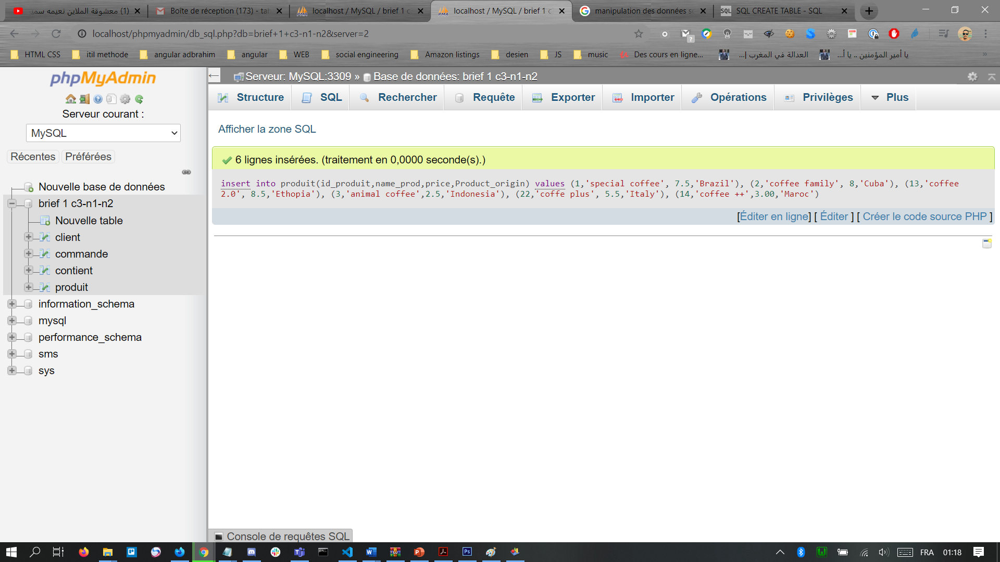 (1) معشوقة الملاين نعيمه سمي
Boîte de réception (173) - tab
localhost / MySQL / brief 1 c
localhost / MySQL / brief 1 c
manipulation des données s
SQL CREATE TABLE - SQL
localhost/phpmyadmin/db_sql.php?db=brief+1+c3-n1-n2&server=2
HTML CSS
itil methode
angular adbrahim
angular
WEB
social engineering
Amazon listings
desien
JS
music
Des cours en ligne...
العدالة في المغرب |...
يا أمير المؤمنين .. يا أ...
»
phpMyAdmin
Serveur courant :
MySQL
Récentes Préférées
Nouvelle base de données
brief 1 c3-n1-n2
Nouvelle table
client
commande
contient
produit
information_schema
mysql
performance_schema
sms
sys
Serveur: MySQL:3309 » Base de données: brief 1 c3-n1-n2
Structure
SQL
Rechercher
Requête
Exporter
Importer
Opérations
Privilèges
Plus
Afficher la zone SQL
6 lignes insérées. (traitement en 0,0000 seconde(s).)
insert into produit(id_produit,name_prod,price,Product_origin) values (1,'special coffee', 7.5,'Brazil'), (2,'coffee family', 8,'Cuba'), (13,'coffee
2.0', 8.5,'Ethopia'), (3,'animal coffee',2.5,'Indonesia'), (22,'coffe plus', 5.5,'Italy'), (14,'coffee ++',3.00,'Maroc')
[Éditer en ligne] [ Éditer ] [ Créer le code source PHP ]
Console de requêtes SQL
FRA
01:18